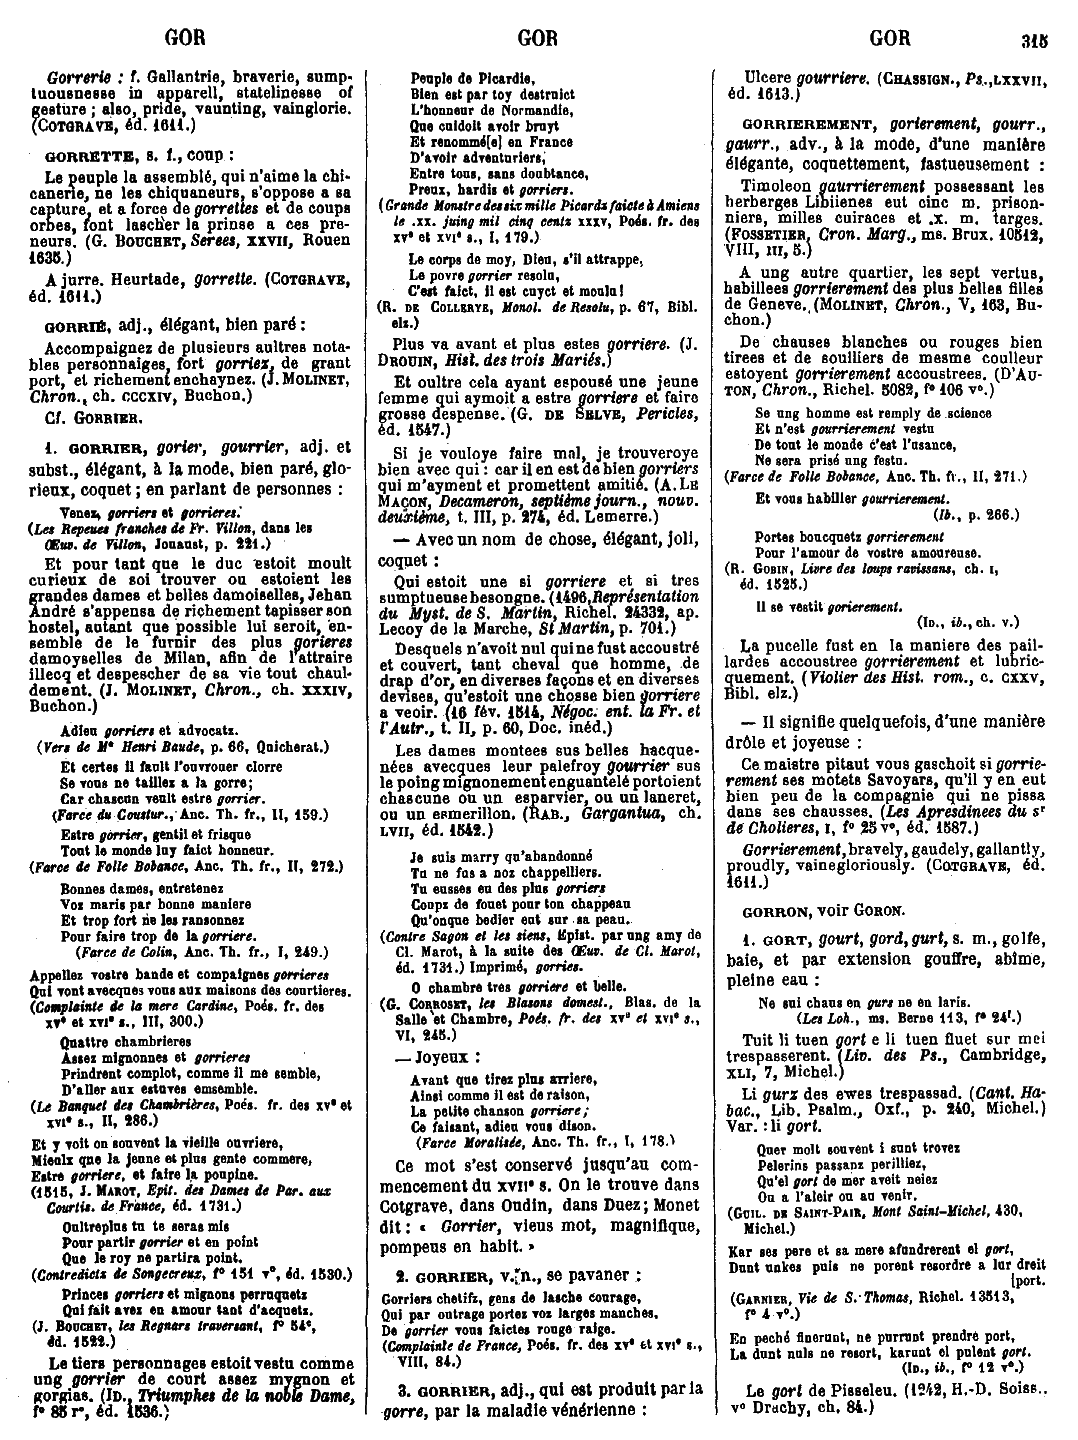 GOR
GOR
GOR
315
Gorrerie : f. Gallantrie, braverie, sump-
tuousnesse in apparell, statelinesse of
gesture ; also, pride, vaunting, vainglorie.
(COTGRAVE, éd. 1611.)
GORRETTE, s. f., coup :
Le peuple la assemblé, qui n'aime la chi-
canerie, ne les chiquaneurs, s'oppose a sa
capture, et a force de gorrettes et de coups
orbes, font lascher la prinse a ces pre-
neurs. (G. BOUCHET, Serees, XXVII, Rouen
1635.)
A jurre. Heurtade, gorrette. (COTGRAVE,
éd. 1611.)
GORRIÉ, adj., élégant, bien paré :
Accompaignez de plusieurs aultres nota-
bles personnaiges, fort gorriez, de grant
port, et richement enchaynez. (J. MOLINET,
Chron., ch. CCCXIV, Buchon.)
Cf. GORRIER.
1. GORRIER, gorier, gourrier, adj. et
subst., élégant, à la mode, bien paré, glo-
rieux, coquet ; en parlant de personnes :
Venez, gorriers et gorrieres.
(Les Repeues franches de Fr. Villon, dans les
Œuv. de Villon, Jouaust, p. 221.)
Et pour tant que le duc estoit moult
curieux de soi trouver ou estoient les
grandes dames et belles damoiselles, Jehan
André s'appensa de richement tapisser son
hostel, autant que possible lui seroit, en-
semble de le furnir des plus gorieres
damoyselles de Milan, afin de l'attraire
illecq et despescher de sa vie tout chaul-
dement. (J. MOLINET, Chron., ch. XXXIV,
Buchon.)
Adieu gorriers et advocatz.
(Vers de Me Henri Baude, p. 66, Quicherat.)
Et certes il fault l'ouvrouer clorre
Se vous ne taillez a la gorre;
Car chascun veult estre gorrier.
(Farce du Coustur., Anc. Th. fr., II, 159.)
Estre gorrier, gentil et frisque
Tout le monde luy faict honneur.
(Farce de Folle Bobance, Anc. Th. fr., II, 272.)
Bonnes dames, entretenez
Voz maris par bonne maniere
Et trop fort ne les ransonnez
Pour faire trop de la gorriere.
(Farce de Colin, Anc. Th. fr., I, 249.)
Appellez vostre bande et compaignes gorrieres
Qui vont avecques vous aux maisons des courtieres.
(Complainte de la mere Cardine, Poés. fr. des
xve et xvie s., III, 300.)
Quattre chambrieres
Assez mignonnes et gorrieres
Prindrent complot, comme il me semble,
D'aller aux estuves emsemble.
(Le Banquet des Chambrières, Poés. fr. des xve et
xvie s., II, 286.)
Et y voit on souvent la vieille ouvriere,
Mieulx que la jeune et plus gente commere,
Estre gorriere, et faire la poupine.
(1515, J. MAROT, Epit. des Dames de Par. aux
Courtis. de France, éd. 1731.)
Oultreplus tu te seras mis
Pour partir gorrier et en point
Que le roy ne partira point.
(Contredictz de Songecreux, fo 151 vo, éd. 1530.)
Princes gorriers et mignons perruquetz
Qui fait avez en amour tant d'acquetz.
(J. BOUCHET, les Regnars traversant, fo 54c,
éd. 1522.)
Le tiers personnages estoit vestu comme
ung gorrier de court assez mygnon et
gorgias. (ID., Triumphes de la noble Dame,
fo 85 ro, éd. 1536.)
Peuple de Picardie,
Bien est par toy destruict
L'honneur de Normandie,
Que cuidoit avoir bruyt
Et renommé[e] en France
D'avoir adventuriers,
Entre tous, sans doubtance,
Preux, hardis et gorriers.
(Grande Monstre des six mille Picards faicte à Amiens
le .xx. juing mil cinq centz xxxv, Poés. fr. des
xve et xvie s., I, 179.)
Le corps de moy, Dieu, s'il attrappe,
Le povre gorrier resolu,
C'est faict, il est cuyct et moulu!
(R. DE COLLERYE, Monol. de Resolu, p. 67, Bibl.
elz.)
Plus va avant et plus estes gorriere. (J.
DROUIN, Hist. des trois Mariés.)
Et oultre cela ayant espousé une jeune
femme qui aymoit a estre gorriere et faire
grosse despense. (G. DE SELVE, Pericles,
éd. 1547.)
Si je vouloye faire mal, je trouveroye
bien avec qui : car il en est de bien gorriers
qui m'ayment et promettent amitié. (A. LE
MAÇON, Decameron, septième journ., nouv.
deuxième, t. III, p. 274, éd. Lemerre.)
— Avec un nom de chose, élégant, joli,
coquet :
Qui estoit une si gorriere et si tres
sumptueuse besongne. (1496, Représentation
du Myst. de S. Martin, Richel. 24332, ap.
Lecoy de la Marche, St Martin, p. 701.)
Desquels n'avoit nul qui ne fust accoustré
et couvert, tant cheval que homme, de
drap d'or, en diverses façons et en diverses
devises, qu'estoit une chosse bien gorriere
a veoir. (16 fév. 1514, Négoc. ent. la Fr. et
l'Autr., t. II, p. 60, Doc. inéd.)
Les dames montees sus belles hacque-
nées avecques leur palefroy gourrier sus
le poing mignonement enguantelé portoient
chascune ou un esparvier, ou un laneret,
ou un esmerillon. (RAB., Gargantua, ch.
LVII, éd. 1542.)
Je suis marry qu'abandonné
Tu ne fus a noz chappelliers.
Tu eusses eu des plus gorriers
Coupz de fouet pour ton chappeau
Qu'onque bedier eut sur sa peau.
(Contre Sagon et les siens, Epist. par ung amy de
Cl. Marot, à la suite des Œuv. de Cl. Marot,
éd. 1731.) Imprimé, gorries.
O chambre tres gorriere et belle.
(G. CORROSET, les Blasons domest., Blas. de la
Salle et Chambre, Poés. fr. des xve et xvie s.,
VI, 245.)
— Joyeux :
Avant que tirez plus arriere,
Ainsi comme il est de raison,
La petite chanson gorriere;
Ce faisant, adieu vous dison.
(Farce Moralisée, Anc. Th. fr., I, 178.)
Ce mot s'est conservé jusqu'au com-
mencement du XVIIe s. On le trouve dans
Cotgrave, dans Oudin, dans Duez; Monet
dit : « Gorrier, vieus mot, magnifique,
pompeus en habit. »
2. GORRIER, v. n., se pavaner :
Gorriers chetifz, gens de lasche courage,
Qui par outrage portez voz larges manches,
De gorrier vous faictes rouge raige.
(Complainte de France, Poés. fr. des xve et xvie s.,
VIII, 84.)
3. GORRIER, adj., qui est produit par la
gorre, par la maladie vénérienne :
Ulcere gourriere. (CHASSIGN., Ps., LXXVII,
éd. 1613.)
GORRIEREMENT, gorierement, gourr.,
gaurr., adv., à la mode, d'une manière
élégante, coquettement, fastueusement :
Timoleon gaurrierement possessant les
herberges Libiienes eut cinc m. prison-
niers, milles cuiraces et .x. m. targes.
(FOSSETIER, Cron. Marg., ms. Brux. 10512,
VIII, III, 5.)
A ung autre quartier, les sept vertus,
habillees gorrierement des plus belles filles
de Geneve. (MOLINET, Chron., V, 163, Bu-
chon.)
De chauses blanches ou rouges bien
tirees et de soulliers de mesme coulleur
estoyent gorrierement accoustrees. (D'AU-
TON, Chron., Richel. 5082, fo 106 vo.)
Se ung homme est remply de science
Et n'est gourrierement vestu
De tout le monde c'est l'usance,
Ne sera prisé ung festu.
(Farce de Folle Bobance, Anc. Th. fr., II, 271.)
Et vous habiller gourrierement.
(Ib., p. 266.)
Portes boucquetz gorrierement
Pour l'amour de vostre amoureuse.
(R. GOBIN, Livre des loups ravissans, ch. I,
éd. 1525.)
Il se vestit gorierement.
(ID., ib., ch. v.)
La pucelle fust en la maniere des pail-
lardes accoustree gorrierement et lubric-
quement. (Violier des Hist. rom., c. CXXV,
Bibl. elz.)
— Il signifie quelquefois, d'une manière
drôle et joyeuse :
Ce maistre pitaut vous gaschoit si gorrie-
rement ses motets Savoyars, qu'il y en eut
bien peu de la compagnie qui ne pissa
dans ses chausses. (Les Apresdinees du sr
de Cholieres, I, fo 25 vo, éd. 1587.)
Gorrierement, bravely, gaudely, gallantly,
proudly, vainegloriously. (COTGRAVE, éd.
1611.)
GORRON, voir GORON.
1. GORT, gourt, gord, gurt, s. m., golfe,
baie, et par extension gouffre, abîme,
pleine eau :
Ne sui chaus en gurs ne en laris.
(Les Loh., ms. Berne 113, fo 24f.)
Tuit li tuen gort e li tuen fluet sur mei
trespasserent. (Liv. des Ps., Cambridge,
XLI, 7, Michel.)
Li gurz des ewes trespassad. (Cant. Ha-
bac., Lib. Psalm., Oxf., p. 240, Michel.)
Var. : li gort.
Quer molt souvent i sunt trovez
Pelerins passanz perilliez,
Qu'el gort de mer aveit neiez
Ou a l'aleir ou au venir.
(GUIL. DE SAINT-PAIR, Mont Saint-Michel, 430,
Michel.)
Kar ses pere et sa mere afundrerent el gort,
Dunt unkes puis ne porent resordre a lur dreit
[port.
(GARNIER, Vie de S. Thomas, Richel. 13513,
fo 4 vo.)
En peché finerunt, ne purrunt prendre port,
La dunt nuls ne resort, karunt el pulent gort.
(ID., ib., fo 12 vo.)
Le gort de Pisseleu. (1242, H.-D. Soiss.,
vo Drachy, ch. 84.)